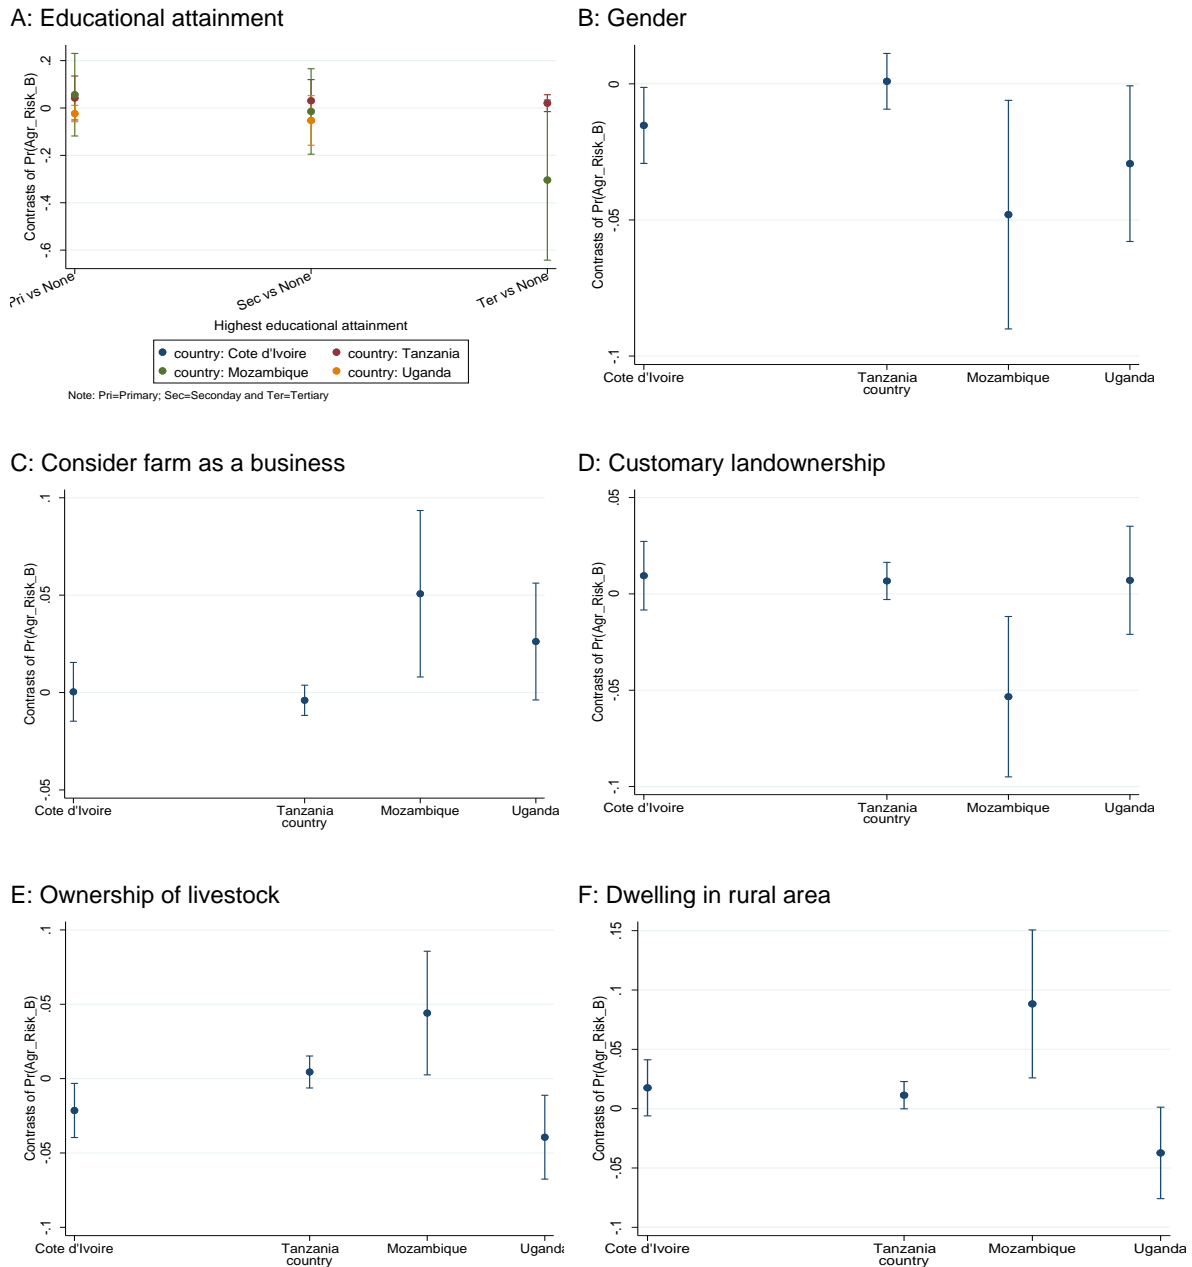 A: Educational attainment
Contrasts of Pr(Agr_Risk_B)
.2
0
-.2
-.4
-.6
Pri vs None
Sec vs None
Ter vs None
Highest educational attainment
country: Cote d'Ivoire
country: Tanzania
country: Mozambique
country: Uganda
Note: Pri=Primary; Sec=Seconday and Ter=Tertiary
B: Gender
Contrasts of Pr(Agr_Risk_B)
0
-.05
-.1
Cote d'Ivoire
Tanzania
Mozambique
Uganda
country
C: Consider farm as a business
Contrasts of Pr(Agr_Risk_B)
.1
.05
0
-.05
Cote d'Ivoire
Tanzania
Mozambique
Uganda
country
D: Customary landownership
Contrasts of Pr(Agr_Risk_B)
.05
0
-.05
-.1
Cote d'Ivoire
Tanzania
Mozambique
Uganda
country
E: Ownership of livestock
Contrasts of Pr(Agr_Risk_B)
.1
.05
0
-.05
-.1
Cote d'Ivoire
Tanzania
Mozambique
Uganda
country
F: Dwelling in rural area
Contrasts of Pr(Agr_Risk_B)
.15
.1
.05
0
-.05
-.1
Cote d'Ivoire
Tanzania
Mozambique
Uganda
country